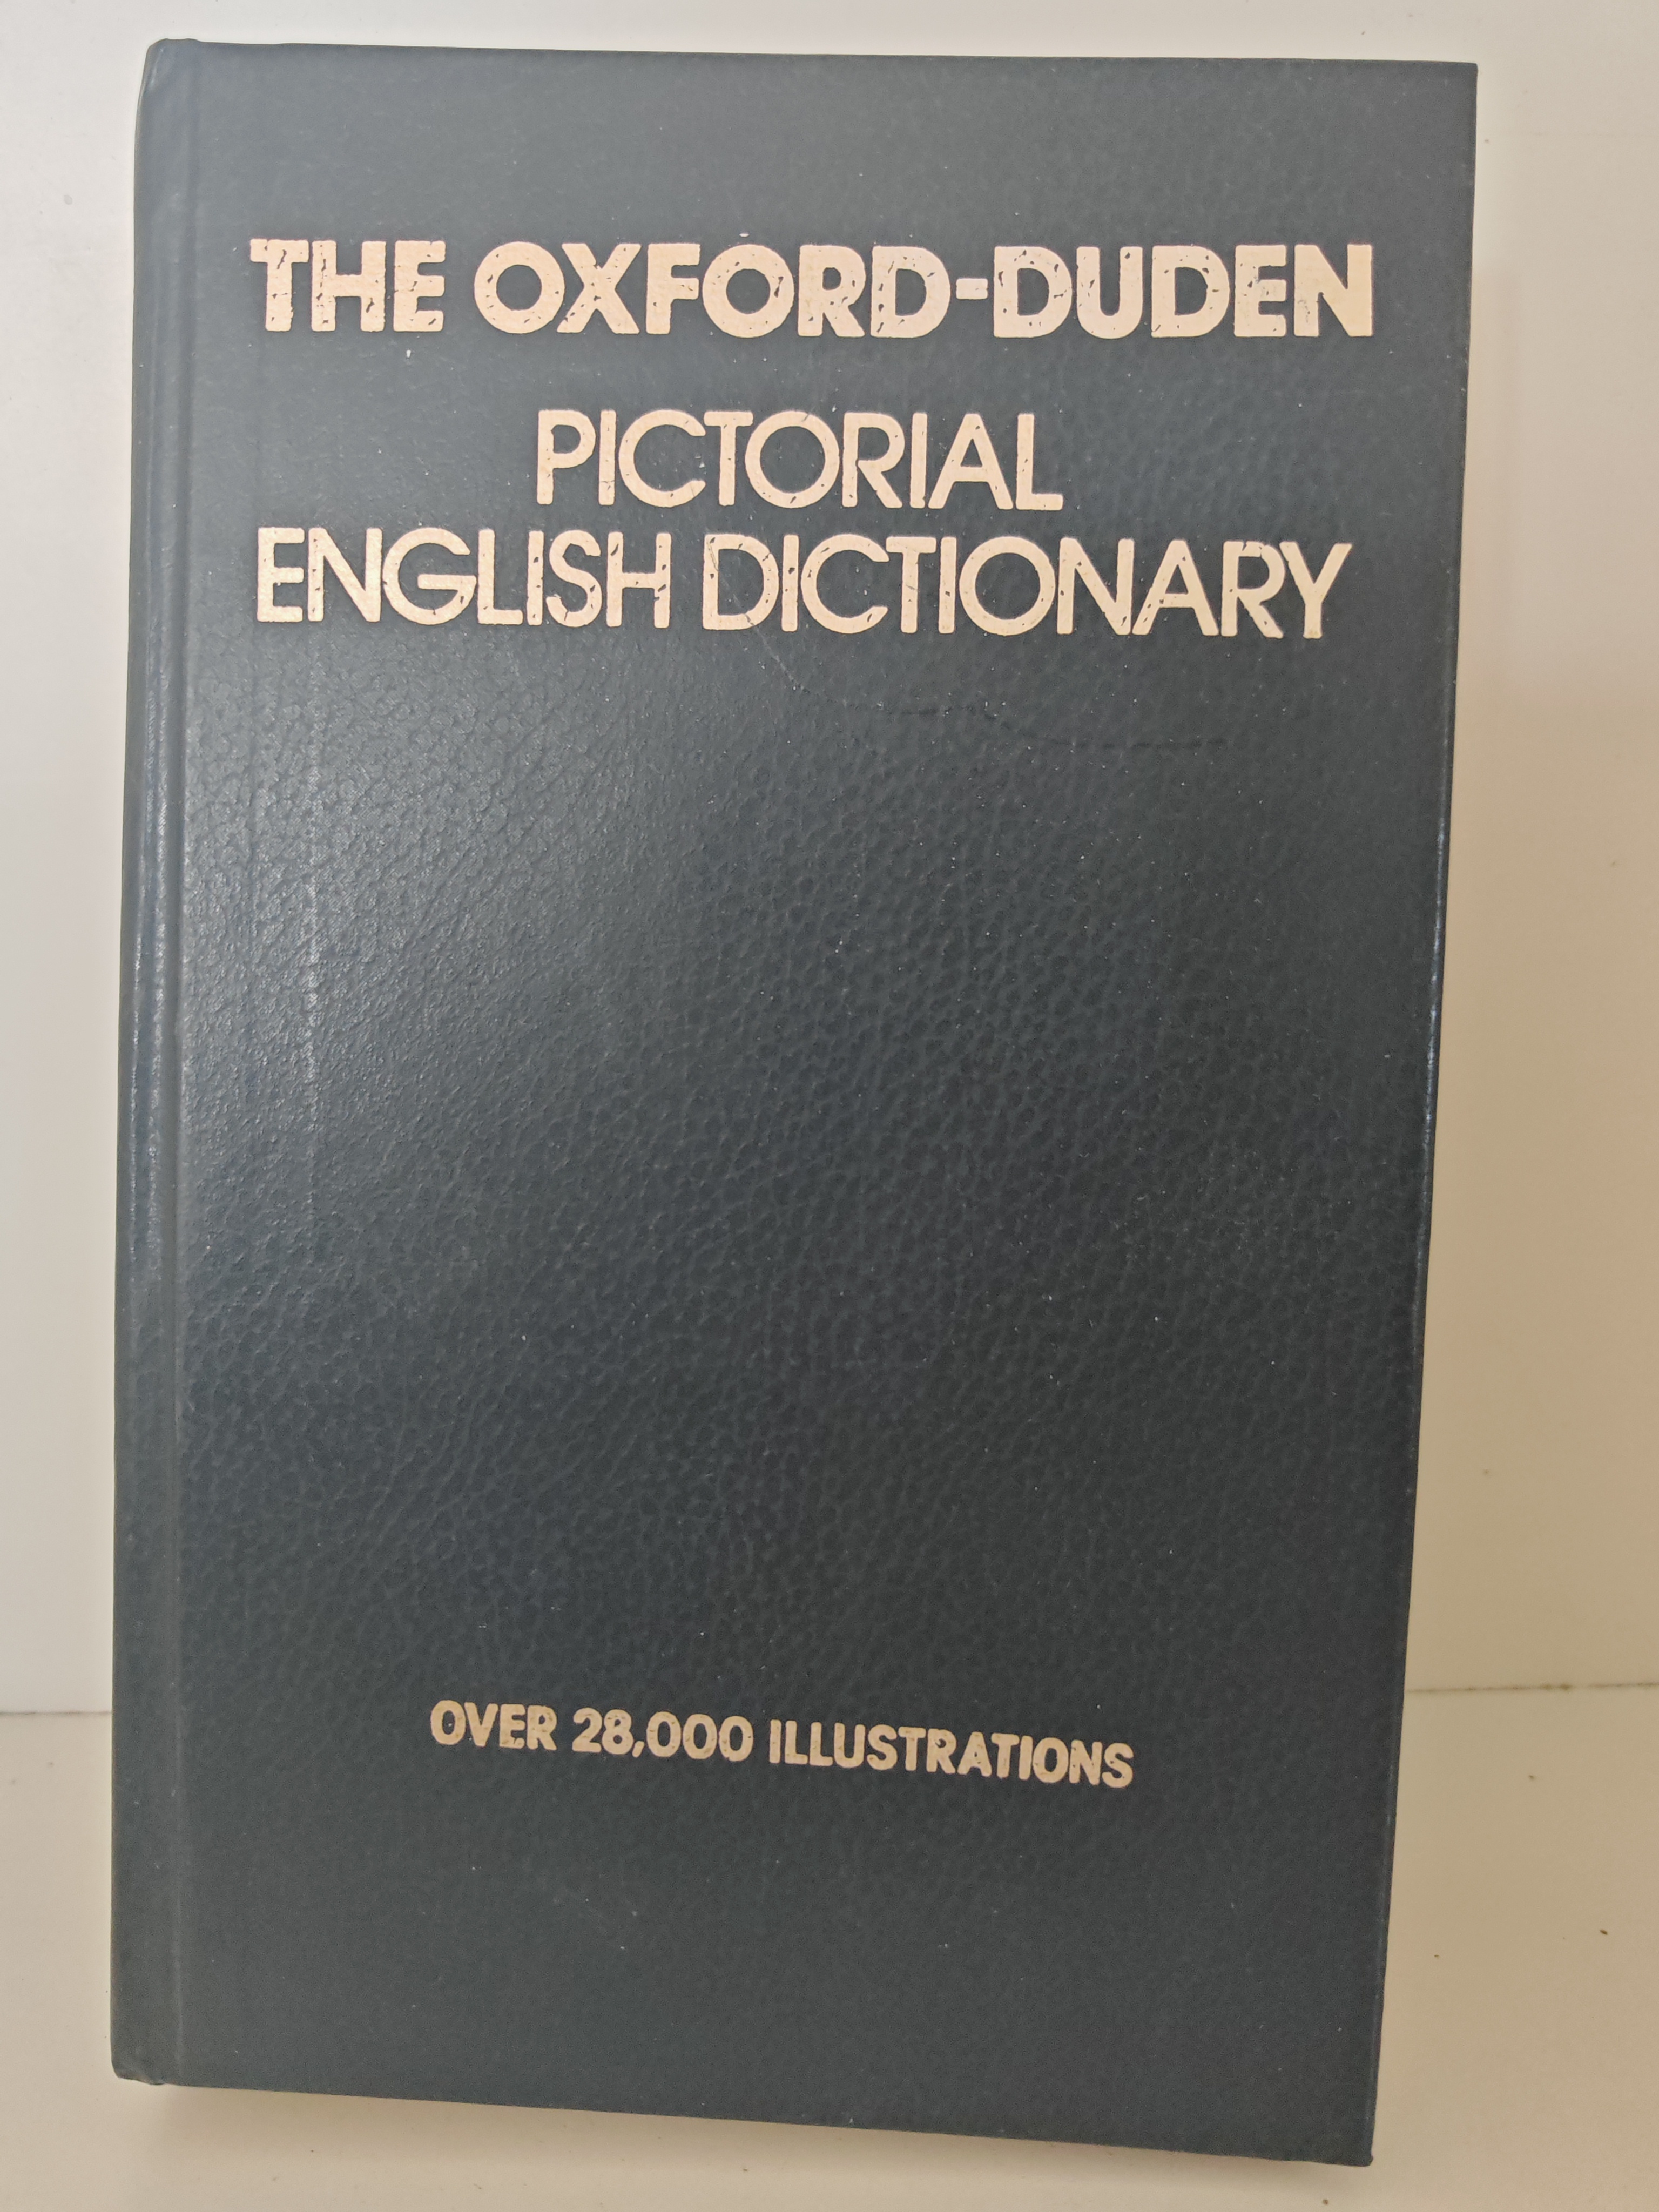 THE OXFORD-DUDEN
PICTORIAL
ENGLISH DICTIONARY
OVER 28,000 ILLUSTRATIONS